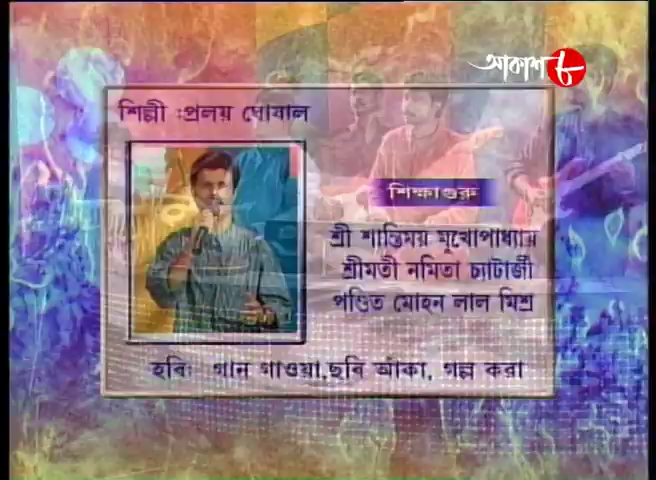 আকাশ ৮
শিল্পী :প্রলয় ঘোষাল
শিক্ষাগুরু
শ্রী শান্তিময় মুখোপাধ্যায়
শ্রীমতী নমিতা চ্যাটার্জী
পণ্ডিত মোহন লাল মিশ্র
হবি: গান গাওয়া,ছবি আঁকা, গল্প করা